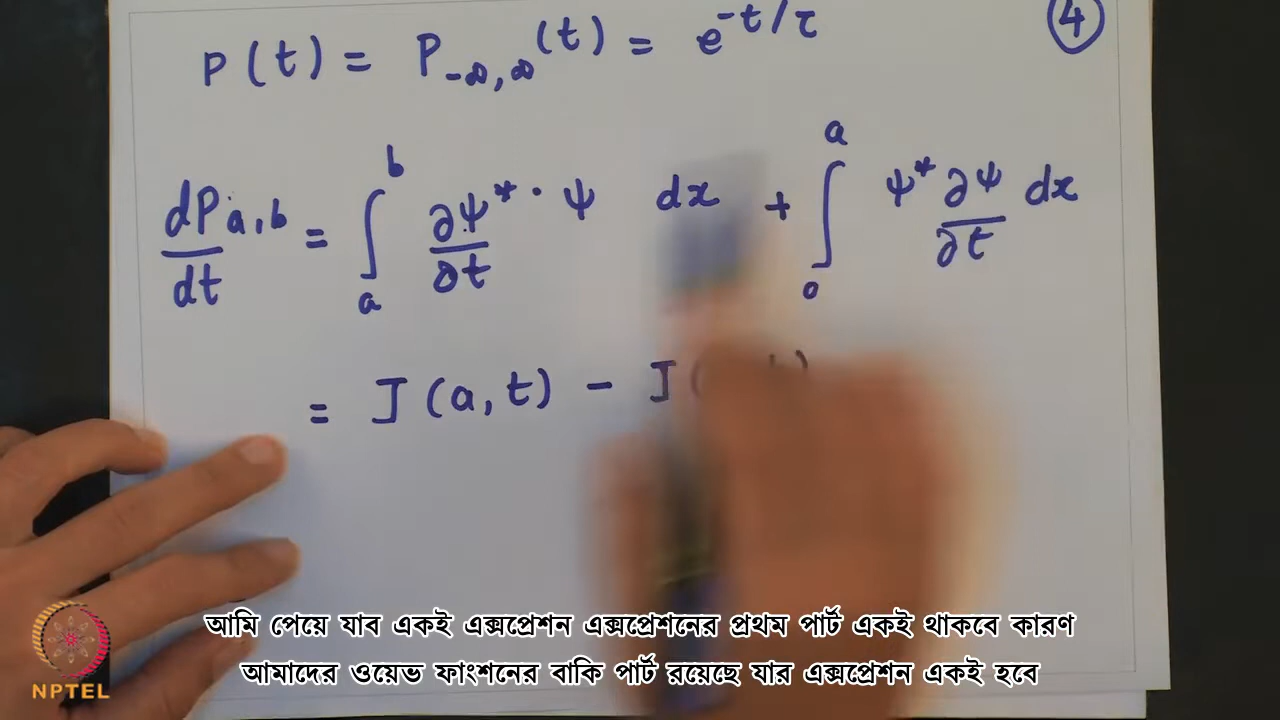 P(t) = P_{-∞,∞}(t) = e^{-t/τ} ④
dP_{a,b}/dt = ∫_a^b ∂ψ*/∂t · ψ dx + ∫_0^a ψ* ∂ψ/∂t dx
= J(a,t) - J(
আমি পেয়ে যাব একই এক্সপ্রেশন এক্সপ্রেশনের প্রথম পার্ট একই থাকবে কারণ
আমাদের ওয়েভ ফাংশনের বাকি পার্ট রয়েছে যার এক্সপ্রেশন একই হবে
NPTEL